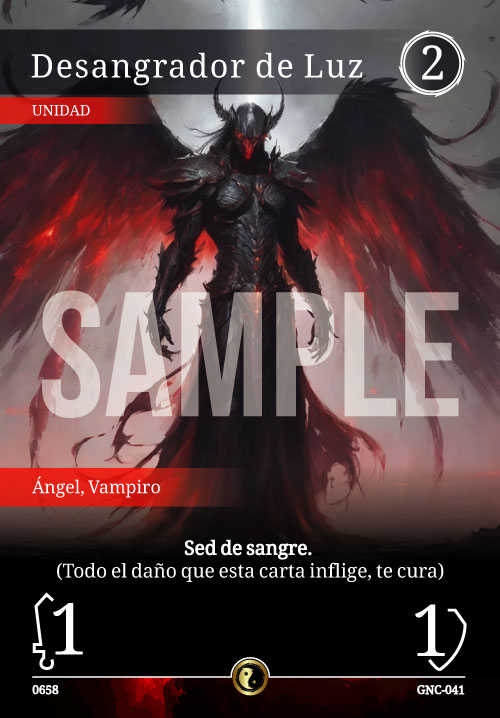 Desangrador de Luz
2
UNIDAD
SAMPLE
Ángel, Vampiro
Sed de sangre.
(Todo el daño que esta carta inflige, te cura)
1
1
0658
GNC-041